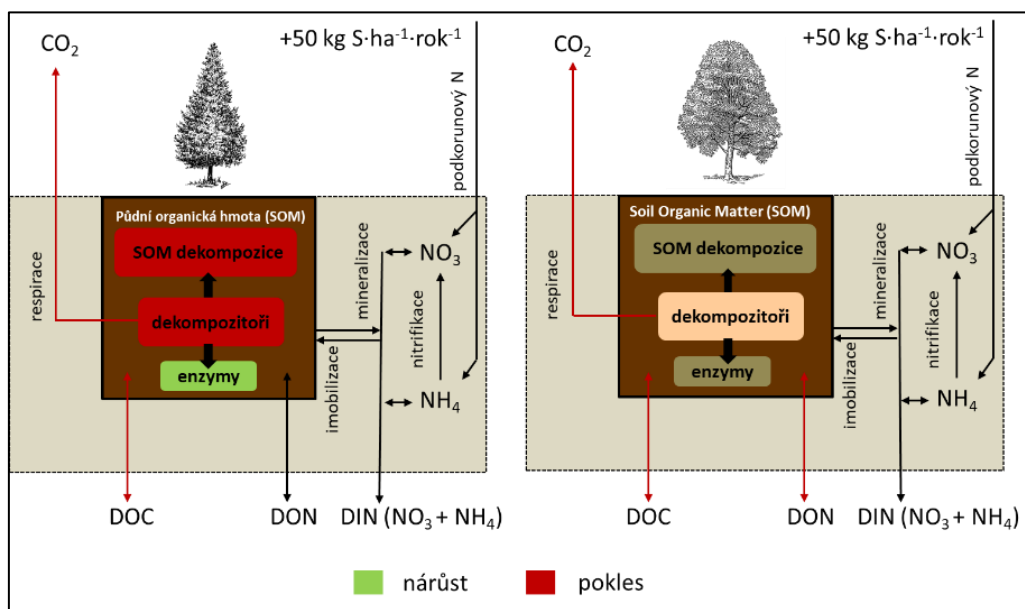 CO₂
+50 kg S·ha⁻¹·rok⁻¹
podkorunový N
respirace
Půdní organická hmota (SOM)
SOM dekompozice
dekompozitoři
enzymy
mineralizace
imobilizace
nitrifikace
NO₃
NH₄
DOC
DON
DIN (NO₃ + NH₄)
CO₂
+50 kg S·ha⁻¹·rok⁻¹
podkorunový N
respirace
Soil Organic Matter (SOM)
SOM dekompozice
dekompozitoři
enzymy
mineralizace
imobilizace
nitrifikace
NO₃
NH₄
DOC
DON
DIN (NO₃ + NH₄)
nárůst
pokles